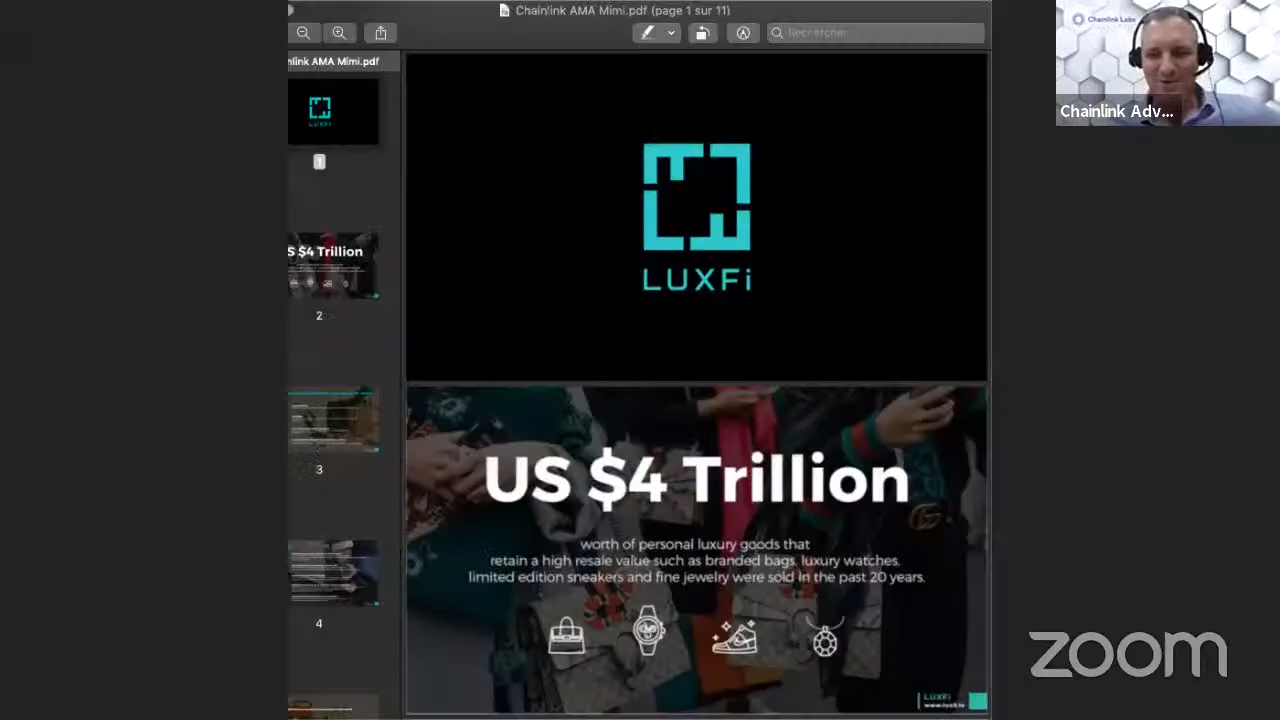 Chainlink AMA Mimi.pdf (page 1 sur 11)
Rechercher
nlink AMA Mimi.pdf
LUXFi
1
S $4 Trillion
2
3
4
LUXFi
US $4 Trillion
worth of personal luxury goods that
retain a high resale value such as branded bags, luxury watches,
limited edition sneakers and fine jewelry were sold in the past 20 years.
LUXFi
Chainlink Labs
Chainlink Adv...
zoom